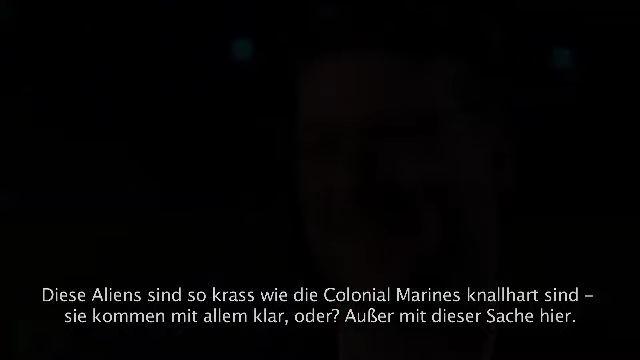 Diese Aliens sind so krass wie die Colonial Marines knallhart sind –
sie kommen mit allem klar, oder? Außer mit dieser Sache hier.